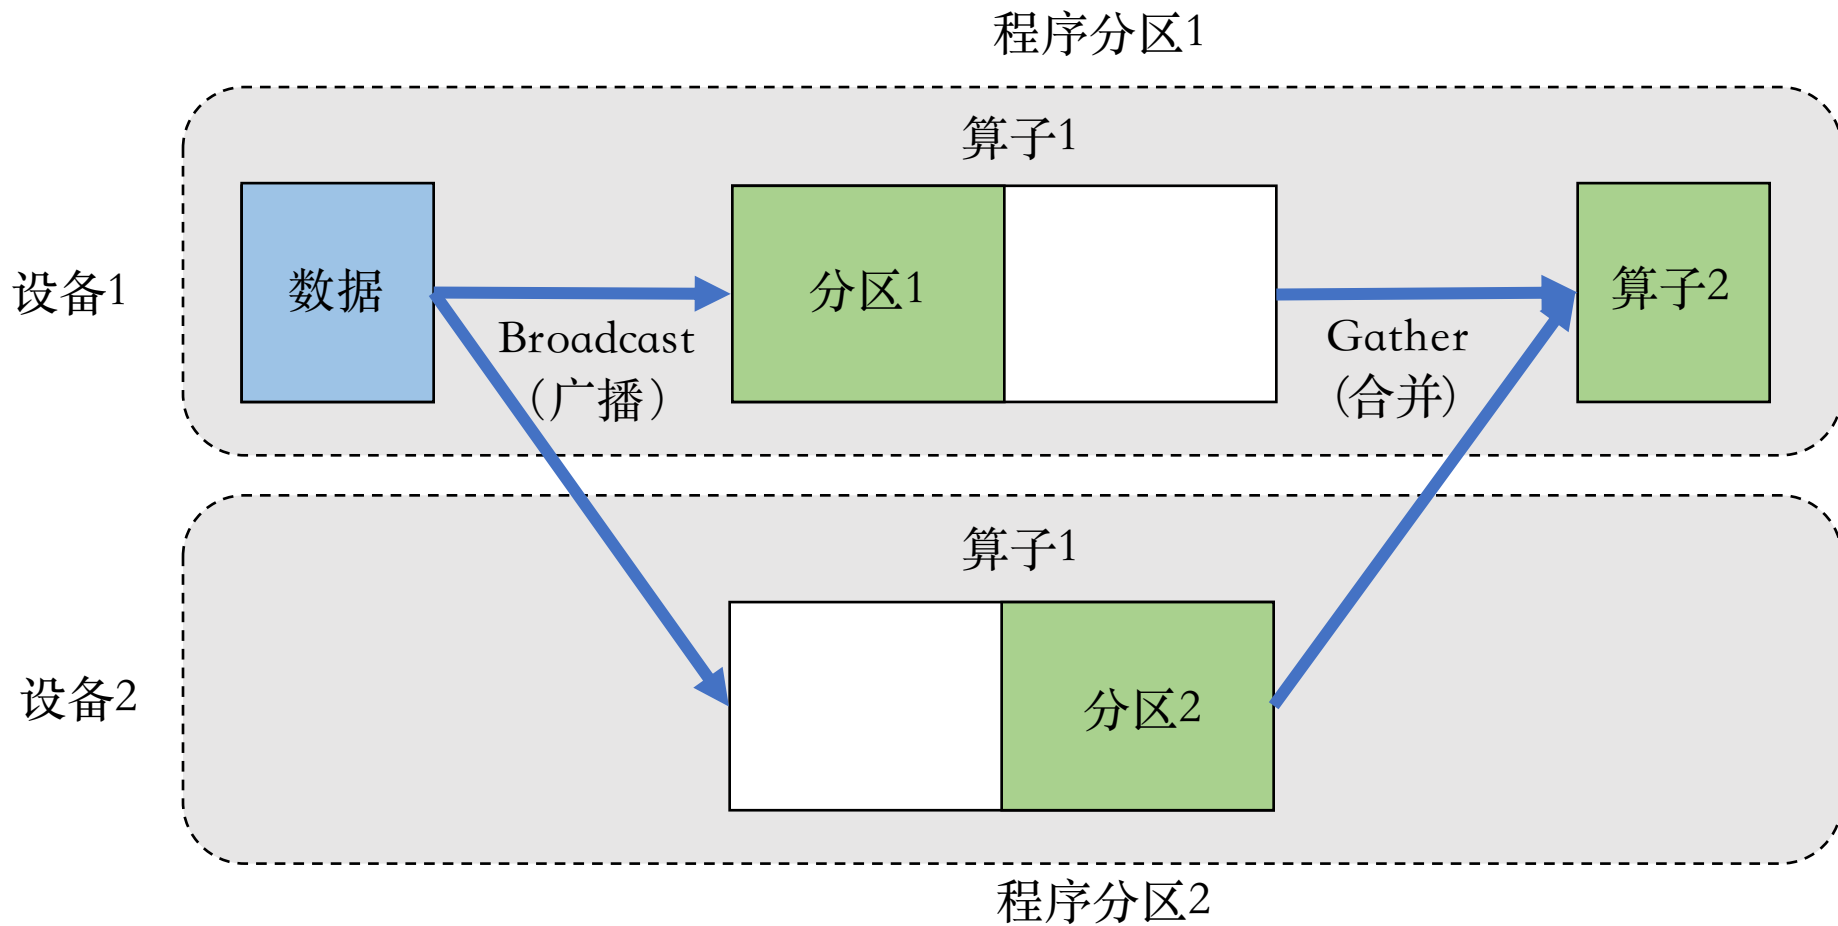 程序分区1
算子1
设备1
数据
Broadcast
（广播）
分区1
Gather
(合并)
算子2
算子1
设备2
分区2
程序分区2